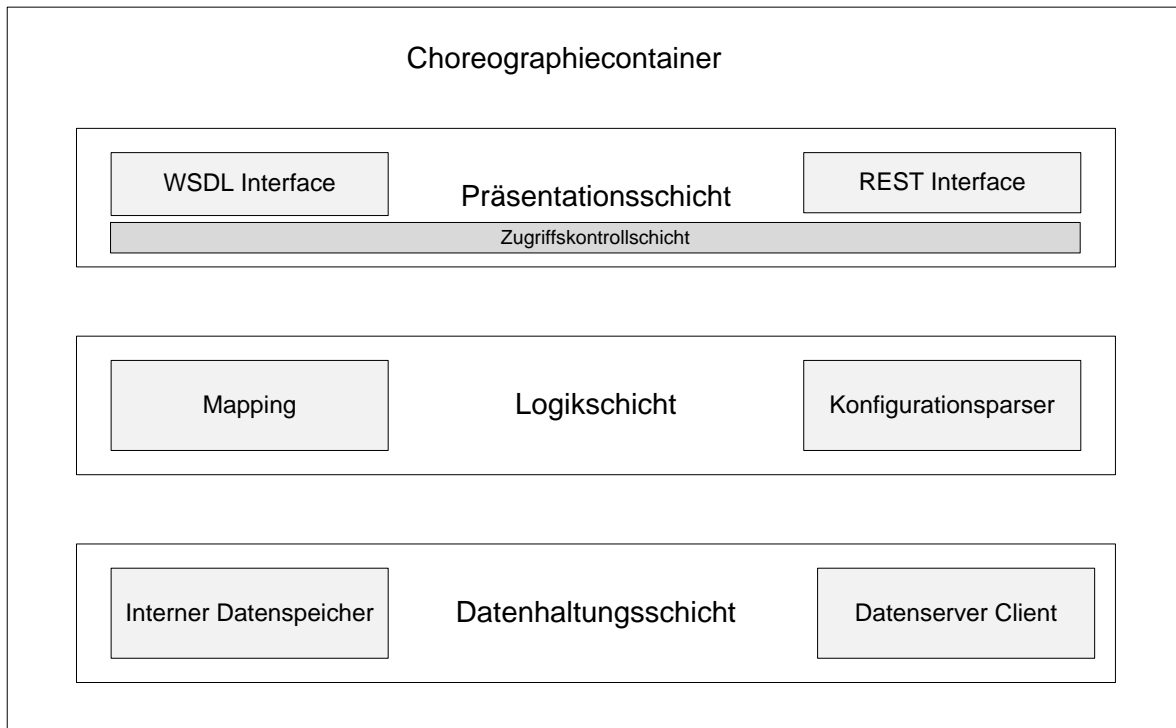 Choreographiecontainer
WSDL Interface
Präsentationsschicht
REST Interface
Zugriffskontrollschicht
Mapping
Logikschicht
Konfigurationsparser
Interner Datenspeicher
Datenhaltungsschicht
Datenserver Client